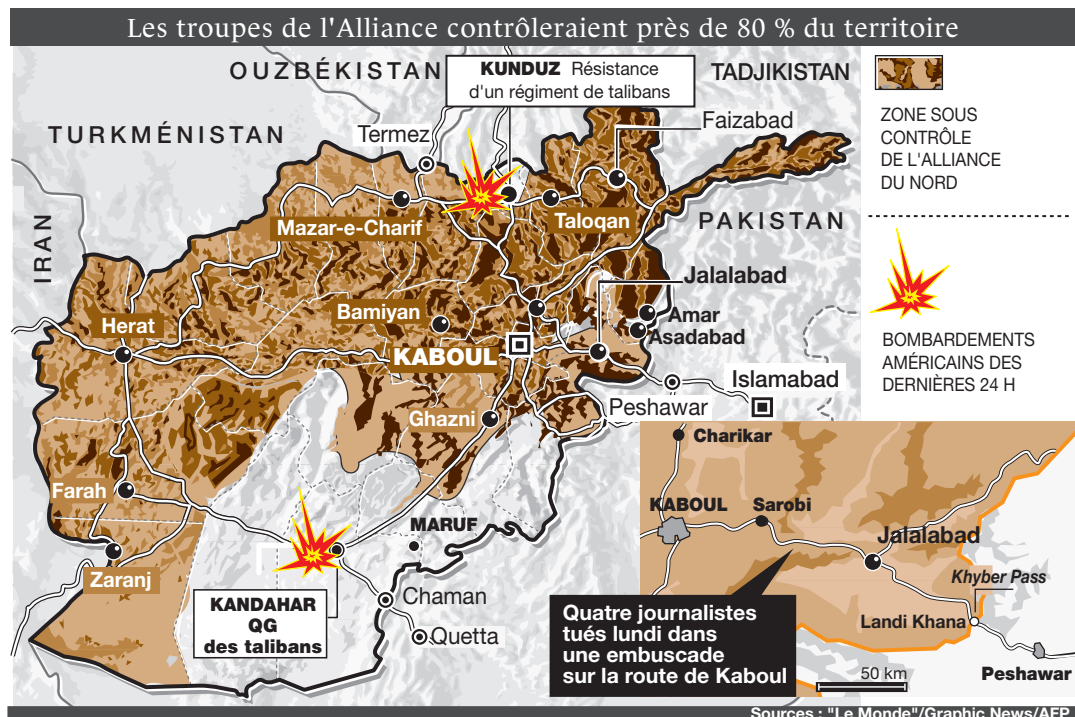 Les troupes de l'Alliance contrôleraient près de 80 % du territoire
OUZBÉKISTAN
KUNDUZ Résistance
d'un régiment de talibans
TADJIKISTAN
TURKMÉNISTAN
Termez
Faizabad
IRAN
Mazar-e-Charif
Taloqan
PAKISTAN
Jalalabad
Herat
Bamiyan
Amar
Asadabad
KABOUL
Islamabad
Peshawar
Ghazni
Farah
MARUF
Zaranj
KANDAHAR
QG
des talibans
Chaman
Quetta
ZONE SOUS
CONTRÔLE
DE L'ALLIANCE
DU NORD
BOMBARDEMENTS
AMÉRICAINS DES
DERNIÈRES 24 H
Charikar
KABOUL
Sarobi
Jalalabad
Khyber Pass
Landi Khana
Peshawar
Quatre journalistes
tués lundi dans
une embuscade
sur la route de Kaboul
50 km
Sources : "Le Monde"/Graphic News/AFP